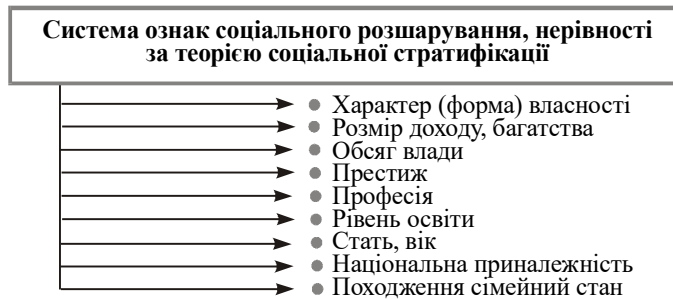 Система ознак соціального розшарування, нерівності
за теорією соціальної стратифікації
Характер (форма) власності
Розмір доходу, багатства
Обсяг влади
Престиж
Професія
Рівень освіти
Стать, вік
Національна приналежність
Походження сімейний стан